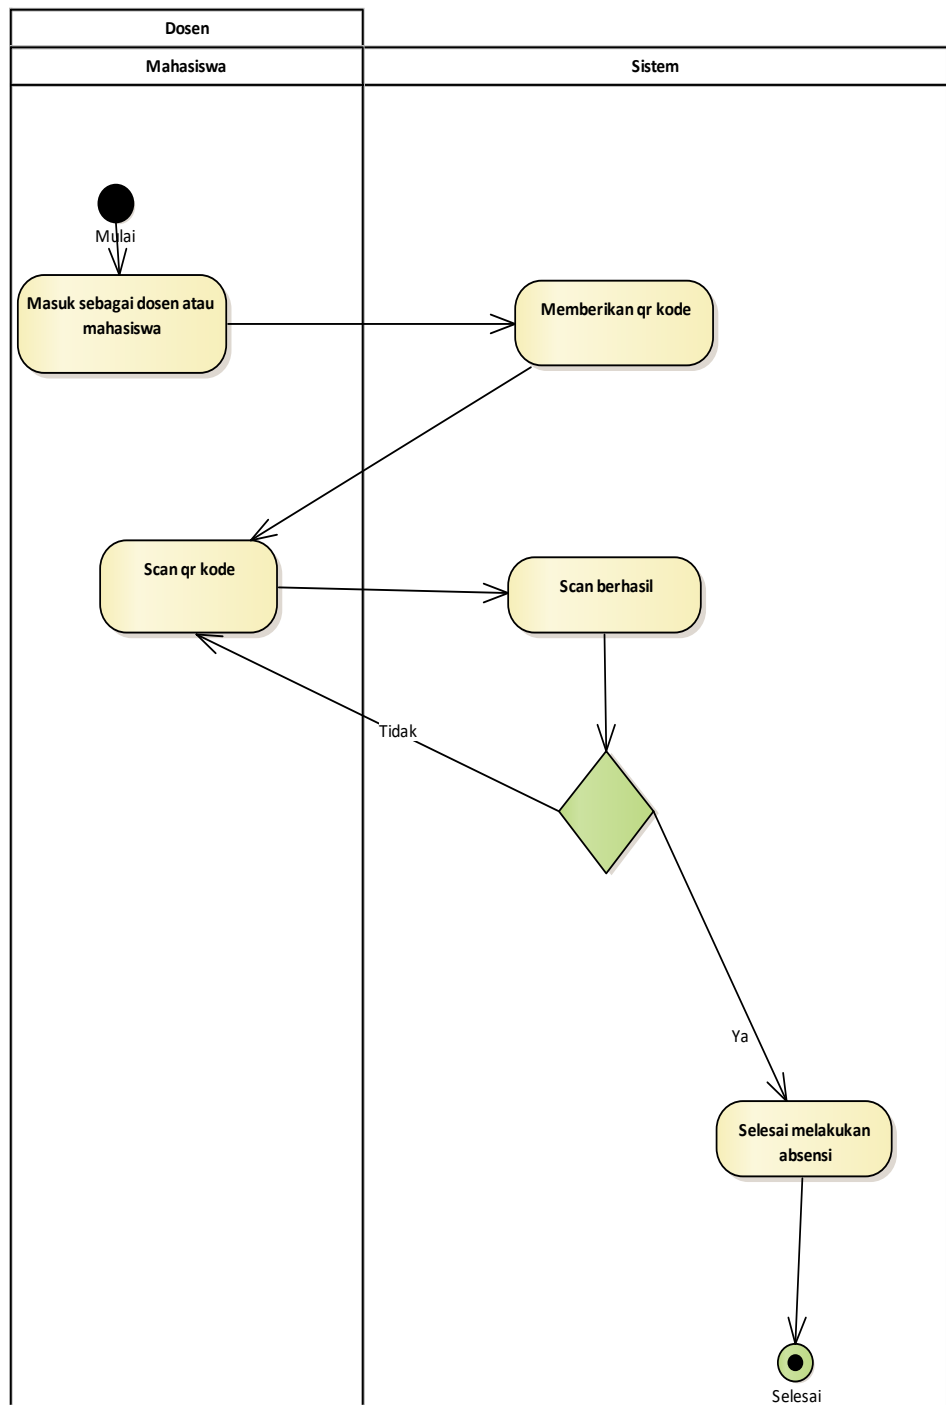 Dosen
Mahasiswa
Sistem
Mulai
Masuk sebagai dosen atau
mahasiswa
Memberikan qr kode
Scan qr kode
Scan berhasil
Tidak
Ya
Selesai melakukan
absensi
Selesai